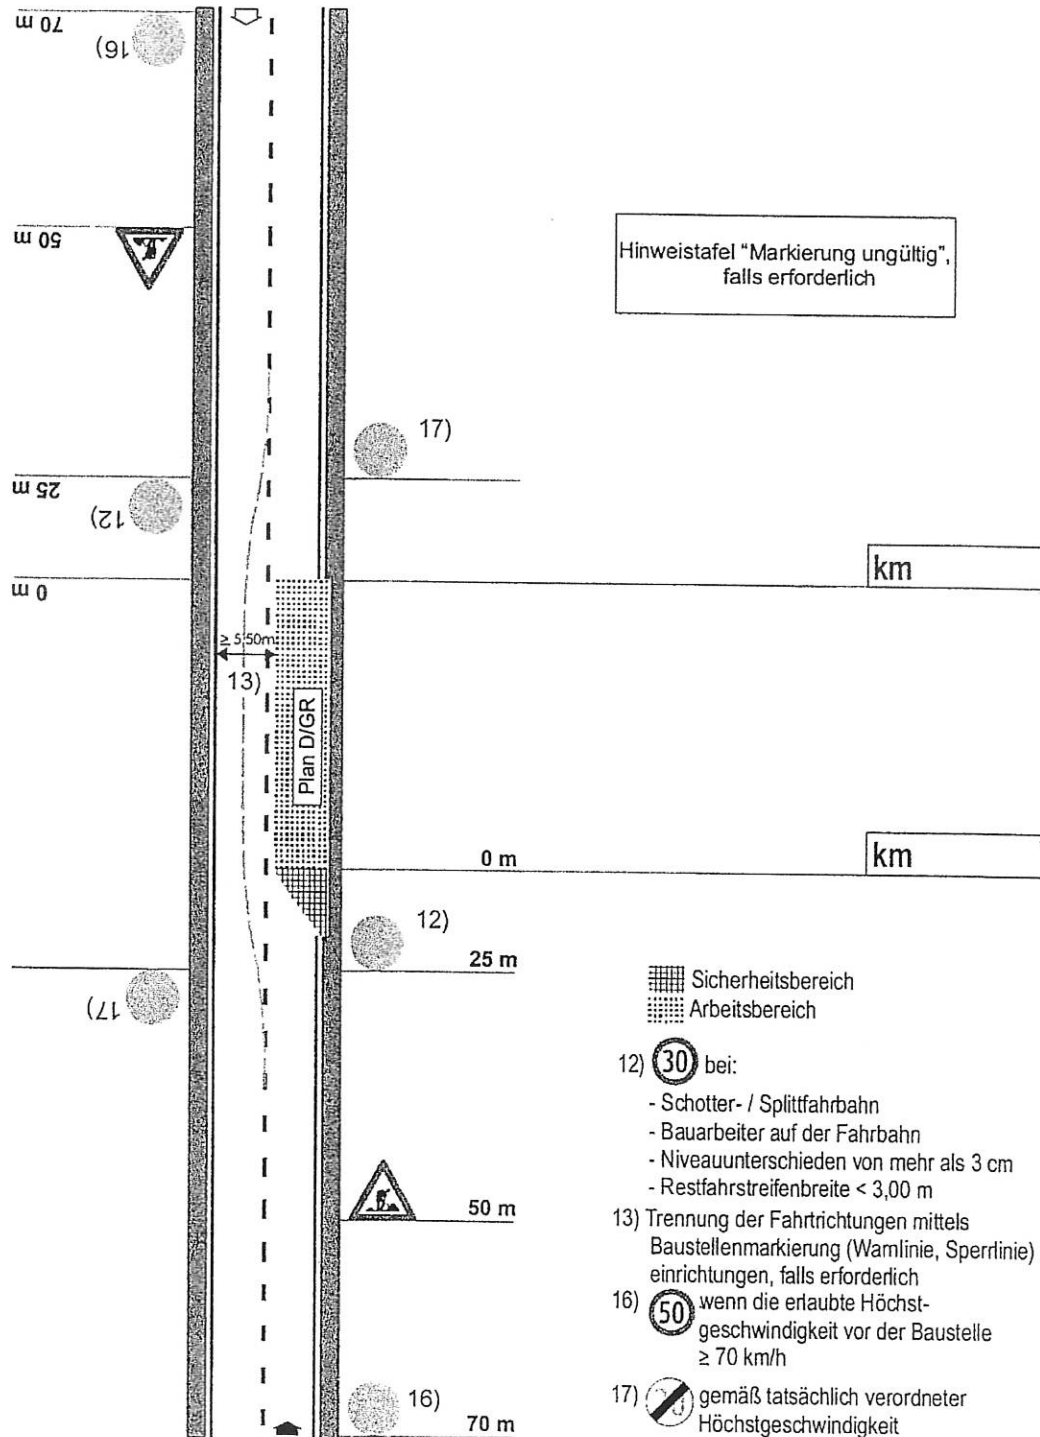 70 m
16)
50 m
Hinweistafel "Markierung ungültig",
falls erforderlich
17)
25 m
12)
km
0 m
≥ 5,50m
13)
Plan D/GR
0 m
km
12)
25 m
17)
Sicherheitsbereich
Arbeitsbereich
12) 30 bei:
- Schotter- / Splittfahrbahn
- Bauarbeiter auf der Fahrbahn
- Niveauunterschieden von mehr als 3 cm
- Restfahrstreifenbreite < 3,00 m
50 m
13) Trennung der Fahrtrichtungen mittels
Baustellenmarkierung (Warnlinie, Sperrlinie)
einrichtungen, falls erforderlich
16) 50 wenn die erlaubte Höchst-
geschwindigkeit vor der Baustelle
≥ 70 km/h
16)
70 m
17) gemäß tatsächlich verordneter
Höchstgeschwindigkeit